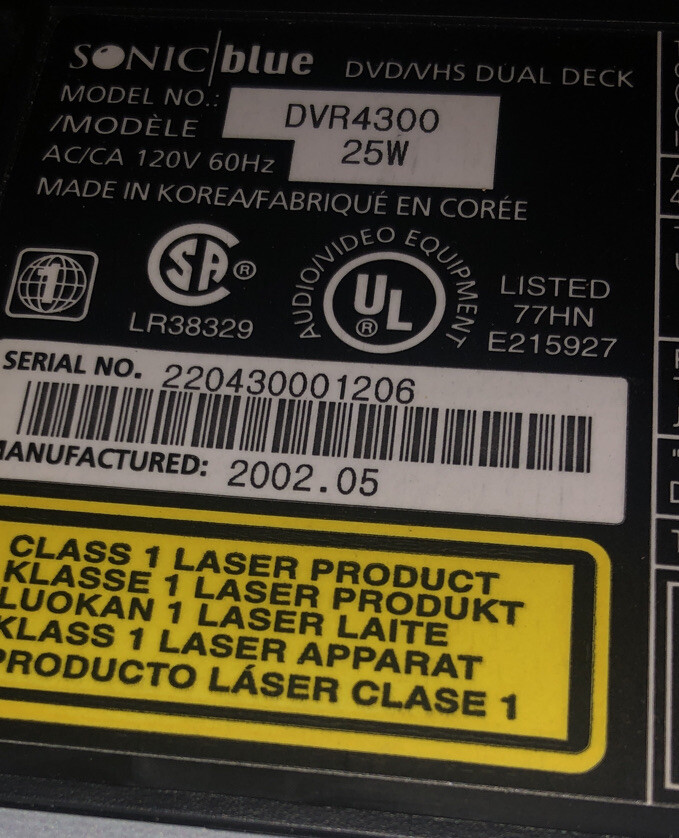 SONIC|blue DVD/VHS DUAL DECK
MODEL NO.: DVR4300
/MODÈLE 25W
AC/CA 120V 60Hz
MADE IN KOREA/FABRIQUÉ EN CORÉE
1
SA ®
LR38329
AUDIO/VIDEO EQUIPMENT
UL ®
LISTED
77HN
E215927
SERIAL NO. 220430001206
MANUFACTURED: 2002.05
CLASS 1 LASER PRODUCT
KLASSE 1 LASER PRODUKT
LUOKAN 1 LASER LAITE
KLASS 1 LASER APPARAT
PRODUCTO LÁSER CLASE 1